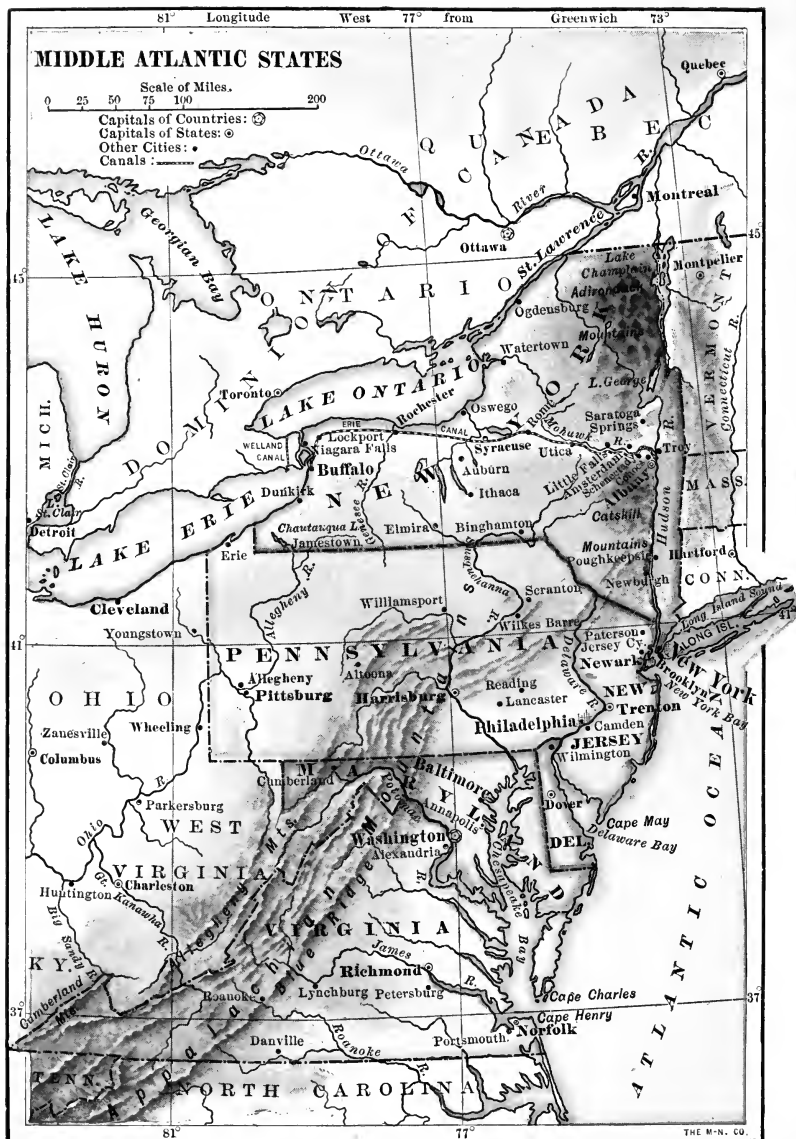 81° Longitude West 77° from Greenwich 73°
MIDDLE ATLANTIC STATES
Scale of Miles.
0 25 50 75 100 200
Capitals of Countries:
Capitals of States:
Other Cities:
Canals:
Quebec
QUEBEC
DOMINION OF CANADA
Ottawa River
Ottawa
Montreal
St. Lawrence R.
45
LAKE HURON
Georgian Bay
ONTARIO
Lake Champlain
Adirondack Mountains
Montpelier
VERMONT
Connecticut R.
Ogdensburg
Watertown
L. George
Toronto
LAKE ONTARIO
MICH.
St. Clair R.
L. St. Clair
Detroit
WELLAND CANAL
Lockport
Niagara Falls
ERIE CANAL
Rochester
Oswego
Rome
Syracuse
Utica
Mohawk R.
Little Falls
Amsterdam
Schenectady
Saratoga Springs
Troy
Albany
MASS.
NEW YORK
Buffalo
Auburn
Ithaca
Dunkirk
Genesee R.
Catskill Mountains
Hudson R.
LAKE ERIE
Chautauqua L.
Jamestown
Elmira
Binghamton
Poughkeepsie
Hartford
CONN.
Newburgh
Erie
Cleveland
Allegheny R.
Susquehanna R.
Williamsport
Scranton
Wilkes Barre
Long Island Sound
LONG ISL.
41
41
Youngstown
PENNSYLVANIA
Delaware R.
Paterson
Jersey Cy.
Newark
New York
Brooklyn
New York Bay
Allegheny
Pittsburg
Altoona
Harrisburg
Reading
Lancaster
NEW JERSEY
Trenton
OHIO
Zanesville
Wheeling
Columbus
Philadelphia
Camden
Wilmington
Cumberland
MARYLAND
Baltimore
Annapolis
Dover
DEL.
Cape May
Delaware Bay
Parkersburg
Ohio R.
WEST VIRGINIA
Potomac R.
Washington
Alexandria
Chesapeake Bay
ATLANTIC OCEAN
Huntington
Charleston
Gt. Kanawha R.
Big Sandy R.
Allegheny Mts.
Appalachian Mountains
Blue Ridge
VIRGINIA
James R.
Richmond
KY.
Cumberland Mts.
37
37°
Roanoke
Lynchburg
Petersburg
Cape Charles
Cape Henry
Norfolk
Portsmouth
Danville
Roanoke R.
TENN.
NORTH CAROLINA
81° 77°
THE M.-N. CO.